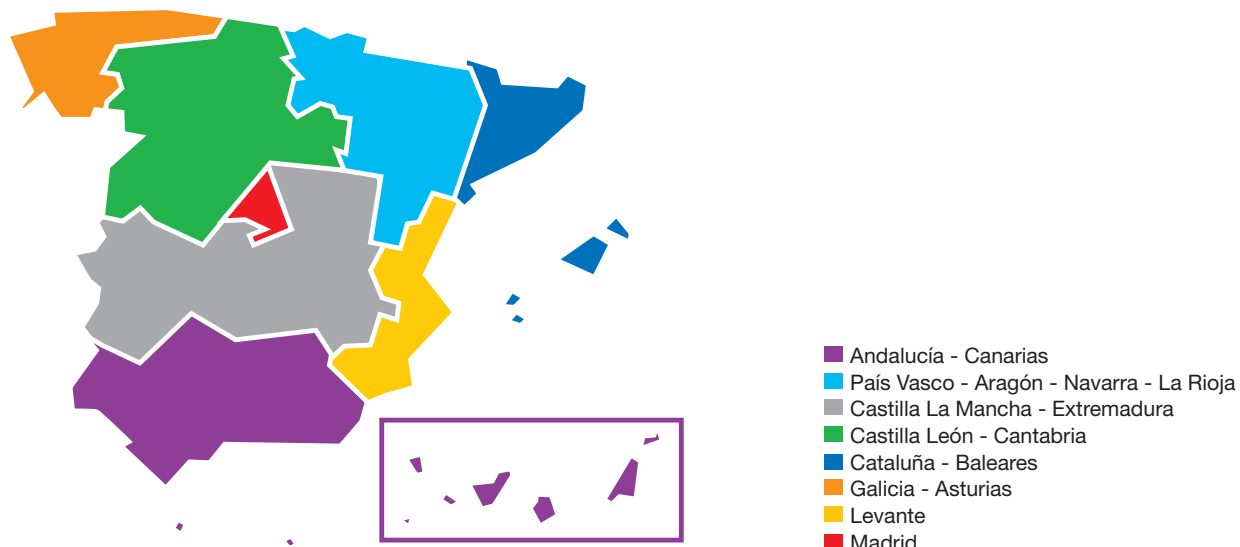 Andalucía - Canarias
País Vasco - Aragón - Navarra - La Rioja
Castilla La Mancha - Extremadura
Castilla León - Cantabria
Cataluña - Baleares
Galicia - Asturias
Levante
Madrid